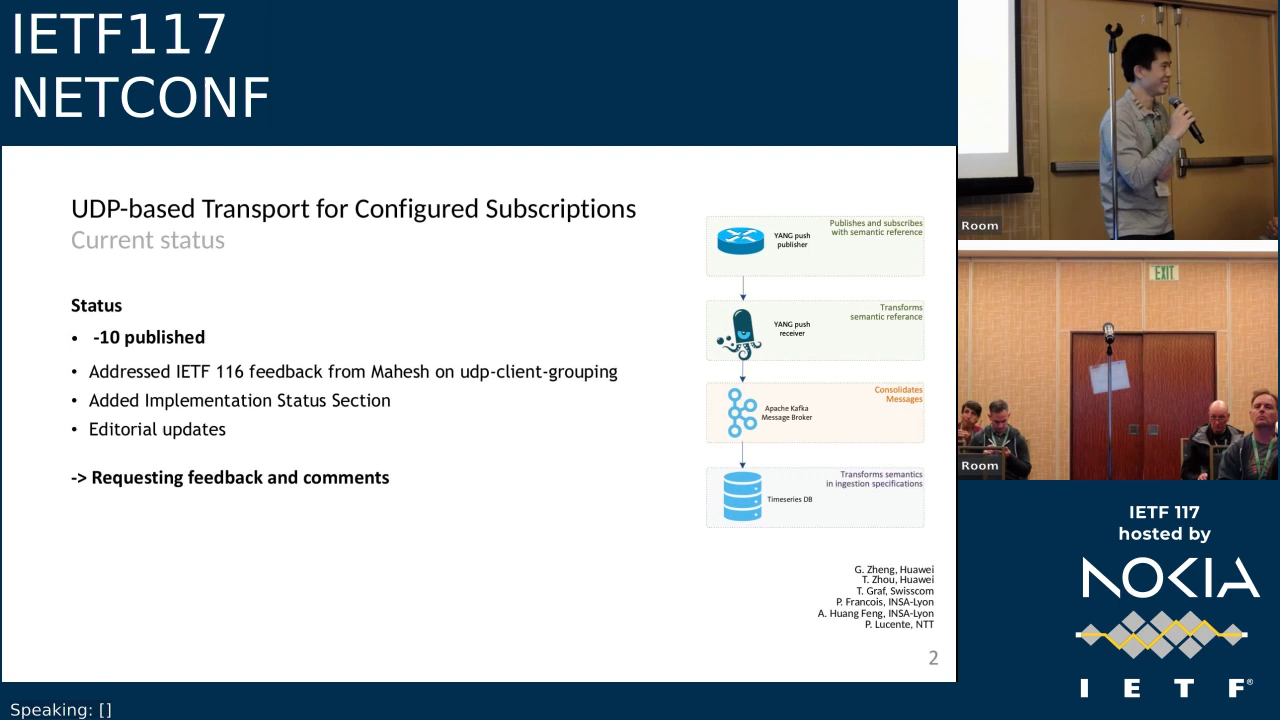 IETF117
NETCONF
UDP-based Transport for Configured Subscriptions
Current status
Status
• -10 published
• Addressed IETF 116 feedback from Mahesh on udp-client-grouping
• Added Implementation Status Section
• Editorial updates
-> Requesting feedback and comments
YANG push
publisher
Publishes and subscribes
with semantic reference
YANG push
receiver
Transforms
semantic referance
Apache Kafka
Message Broker
Consolidates
Messages
Timeseries DB
Transforms semantics
in ingestion specifications
G. Zheng, Huawei
T. Zhou, Huawei
T. Graf, Swisscom
P. Francois, INSA-Lyon
A. Huang Feng, INSA-Lyon
P. Lucente, NTT
2
Room
EXIT
Room
IETF 117
hosted by
NOKIA
I E T F®
Speaking: []